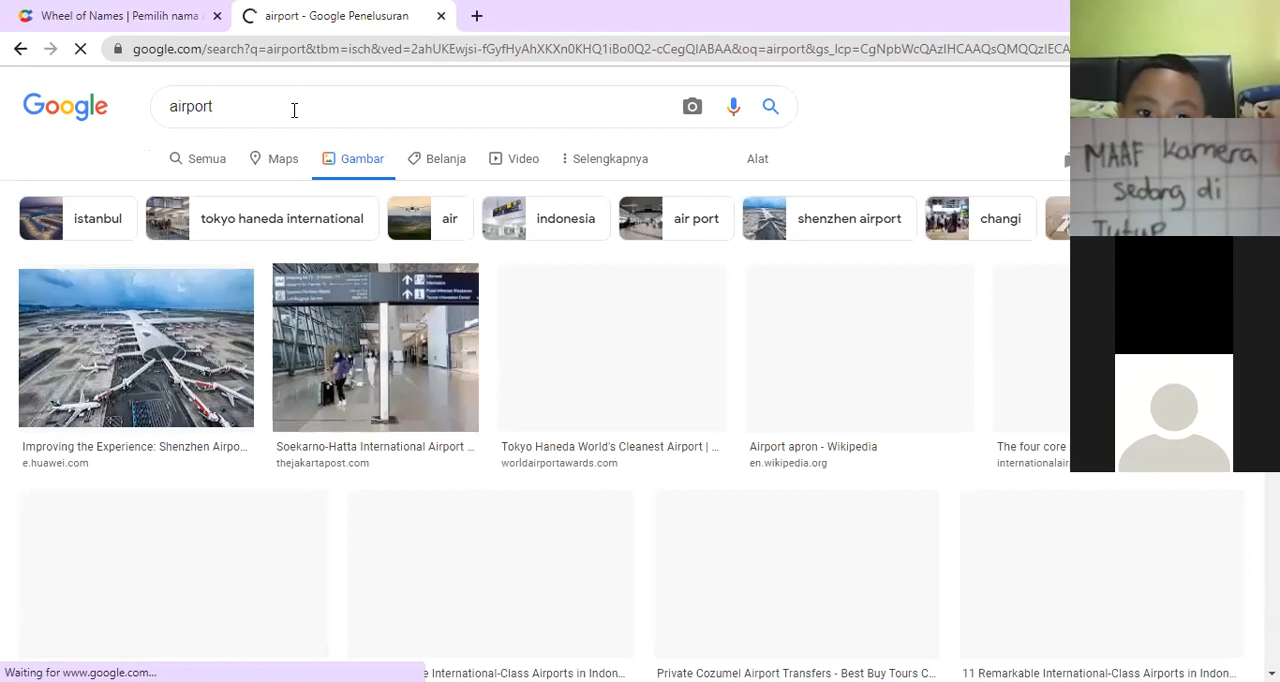 Wheel of Names | Pemilih nama
airport - Google Penelusuran
google.com/search?q=airport&tbm=isch&ved=2ahUKEwjsi-fGyfHyAhXKXn0KHQ1iBo0Q2-cCegQIABAA&oq=airport&gs_lcp=CgNpbWcQAzIHCAAQsQMQQzIECA
Google
airport
Semua
Maps
Gambar
Belanja
Video
Selengkapnya
Alat
istanbul
tokyo haneda international
air
indonesia
air port
shenzhen airport
changi
Improving the Experience: Shenzhen Airpo...
e.huawei.com
Soekarno-Hatta International Airport ...
thejakartapost.com
Tokyo Haneda World's Cleanest Airport | ...
worldairportawards.com
Airport apron - Wikipedia
en.wikipedia.org
The four core
internationalair
MAAF Kamera
Sedang di
Tutup
e International-Class Airports in Indon...
Private Cozumel Airport Transfers - Best Buy Tours C...
11 Remarkable International-Class Airports in Indon...
Waiting for www.google.com...